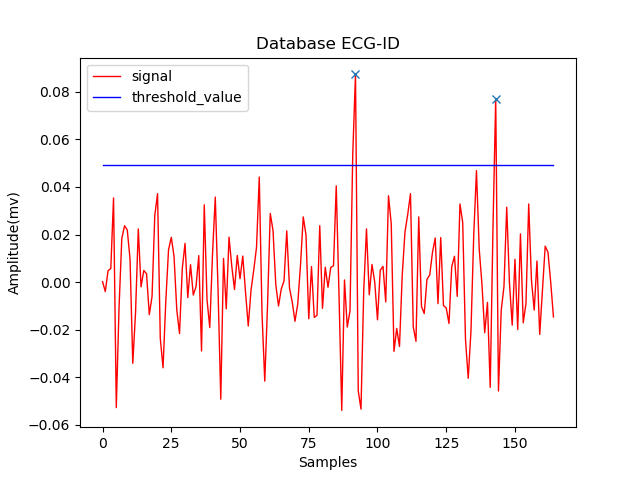 Database ECG-ID
signal
threshold_value
Amplitude(mv)
0.08
0.06
0.04
0.02
0.00
−0.02
−0.04
−0.06
0 25 50 75 100 125 150
Samples